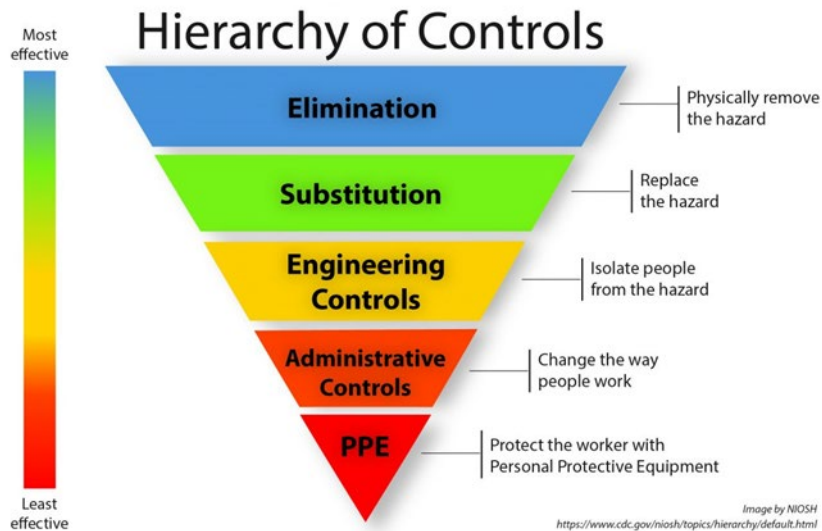 Hierarchy of Controls
Most
effective
Elimination
Physically remove
the hazard
Substitution
Replace
the hazard
Engineering
Controls
Isolate people
from the hazard
Administrative
Controls
Change the way
people work
PPE
Protect the worker with
Personal Protective Equipment
Least
effective
Image by NIOSH
https://www.cdc.gov/niosh/topics/hierarchy/default.html